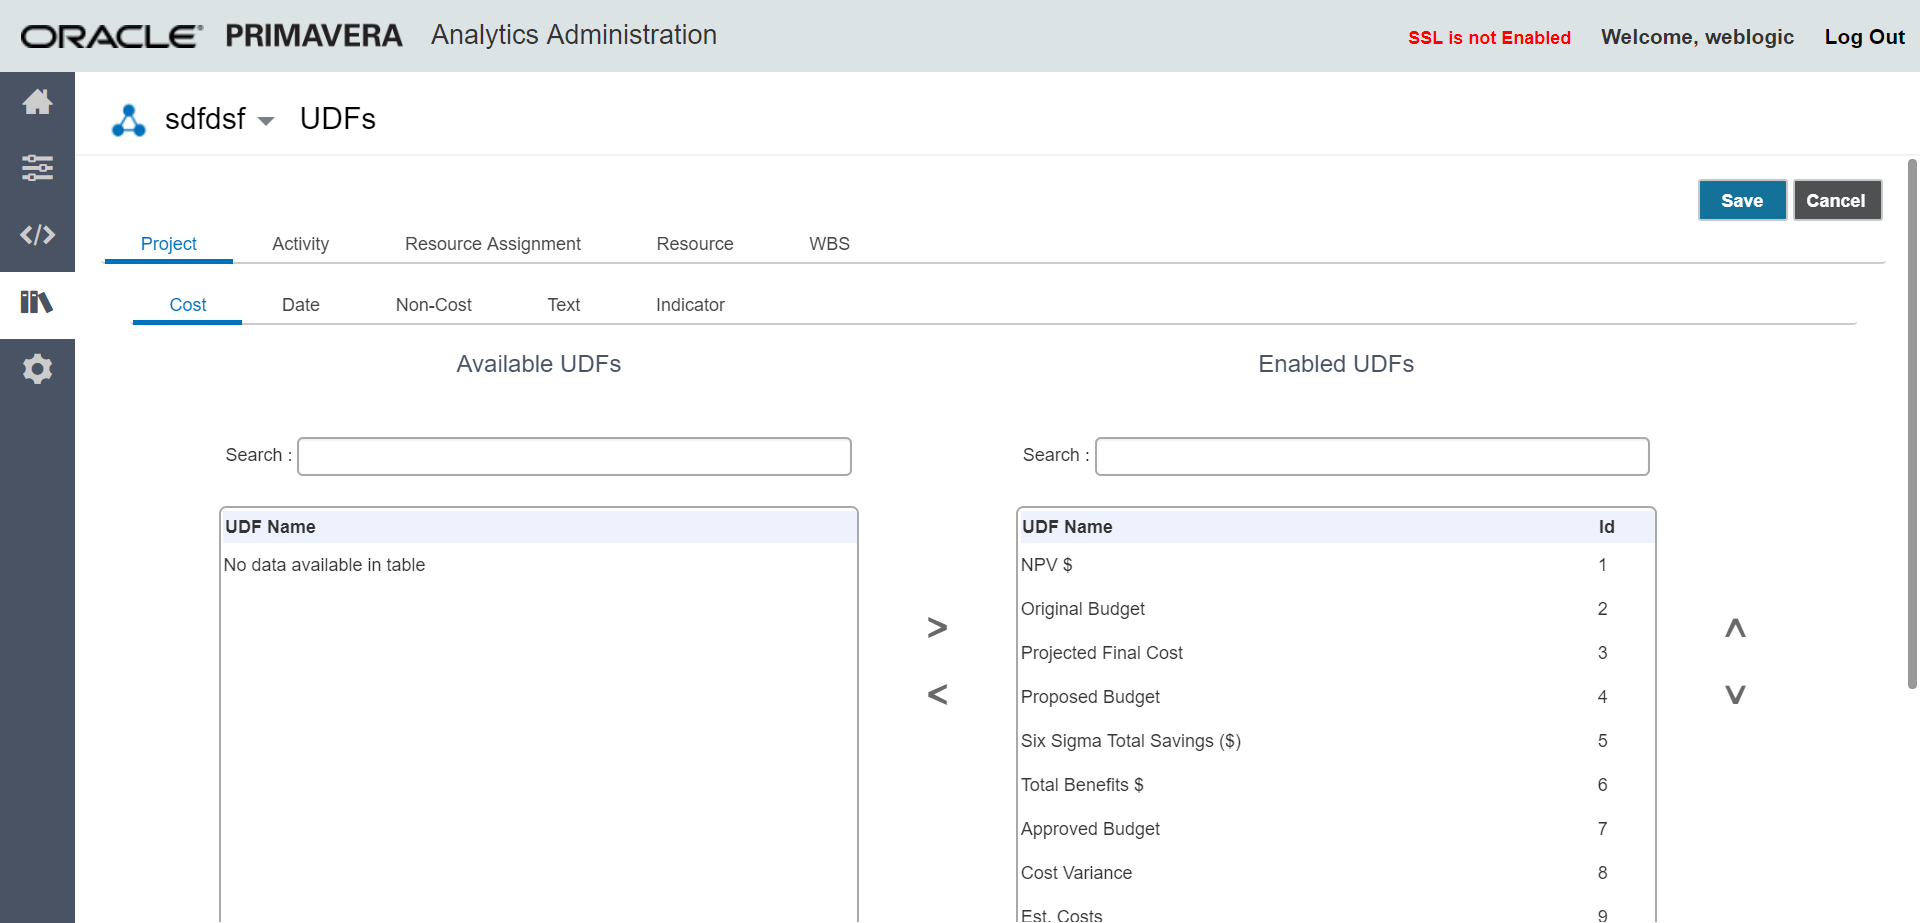 ORACLE® PRIMAVERA Analytics Administration
SSL is not Enabled Welcome, weblogic Log Out
sdfdsf UDFs
Save Cancel
Project Activity Resource Assignment Resource WBS
Cost Date Non-Cost Text Indicator
Available UDFs Enabled UDFs
Search : Search :
UDF Name UDF Name Id
No data available in table NPV $ 1
Original Budget 2
Projected Final Cost 3
Proposed Budget 4
Six Sigma Total Savings ($) 5
Total Benefits $ 6
Approved Budget 7
Cost Variance 8
Est. Costs 9